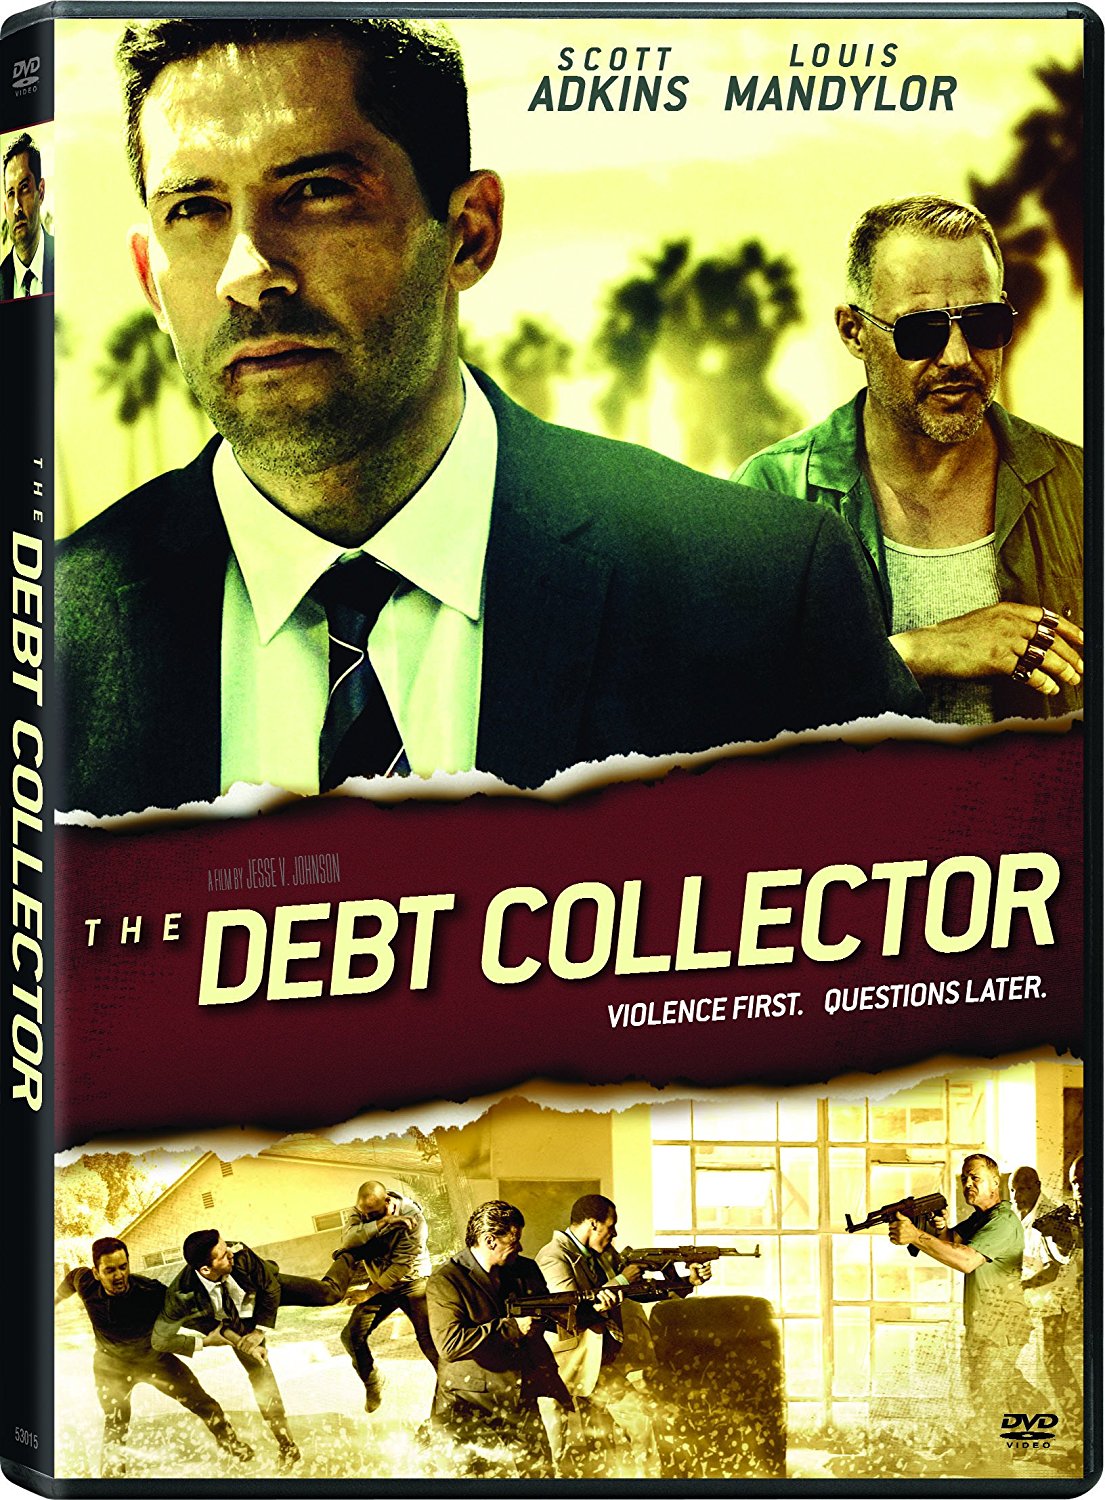 DVD
VIDEO
THE DEBT COLLECTOR
53015
SCOTT
ADKINS
LOUIS
MANDYLOR
A FILM BY JESSE V. JOHNSON
THE DEBT COLLECTOR
VIOLENCE FIRST. QUESTIONS LATER.
DVD
VIDEO